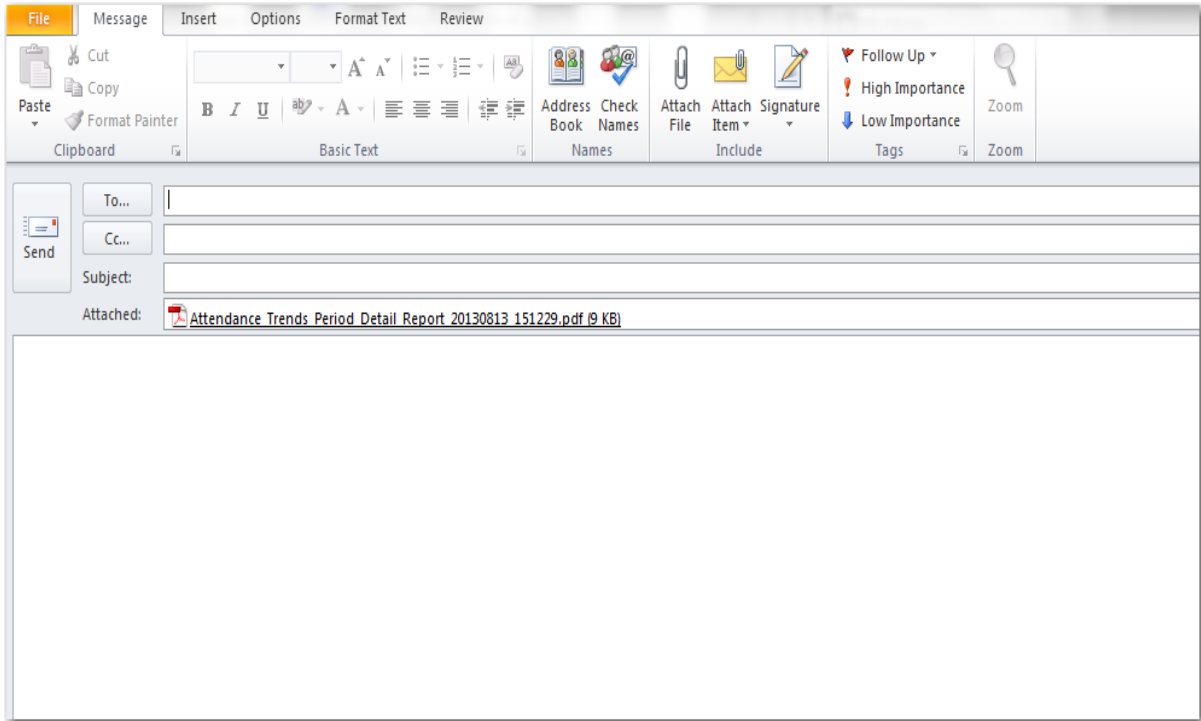 File Message Insert Options Format Text Review
Cut
Copy
Format Painter
Paste
Clipboard
B I U ab A A A Aa
Basic Text
Address Book
Check Names
Names
Attach File
Attach Item
Signature
Include
Follow Up
High Importance
Low Importance
Tags
Zoom
Zoom
Send
To...
Cc...
Subject:
Attached: Attendance_Trends_Period_Detail_Report_20130813_151229.pdf (9 KB)